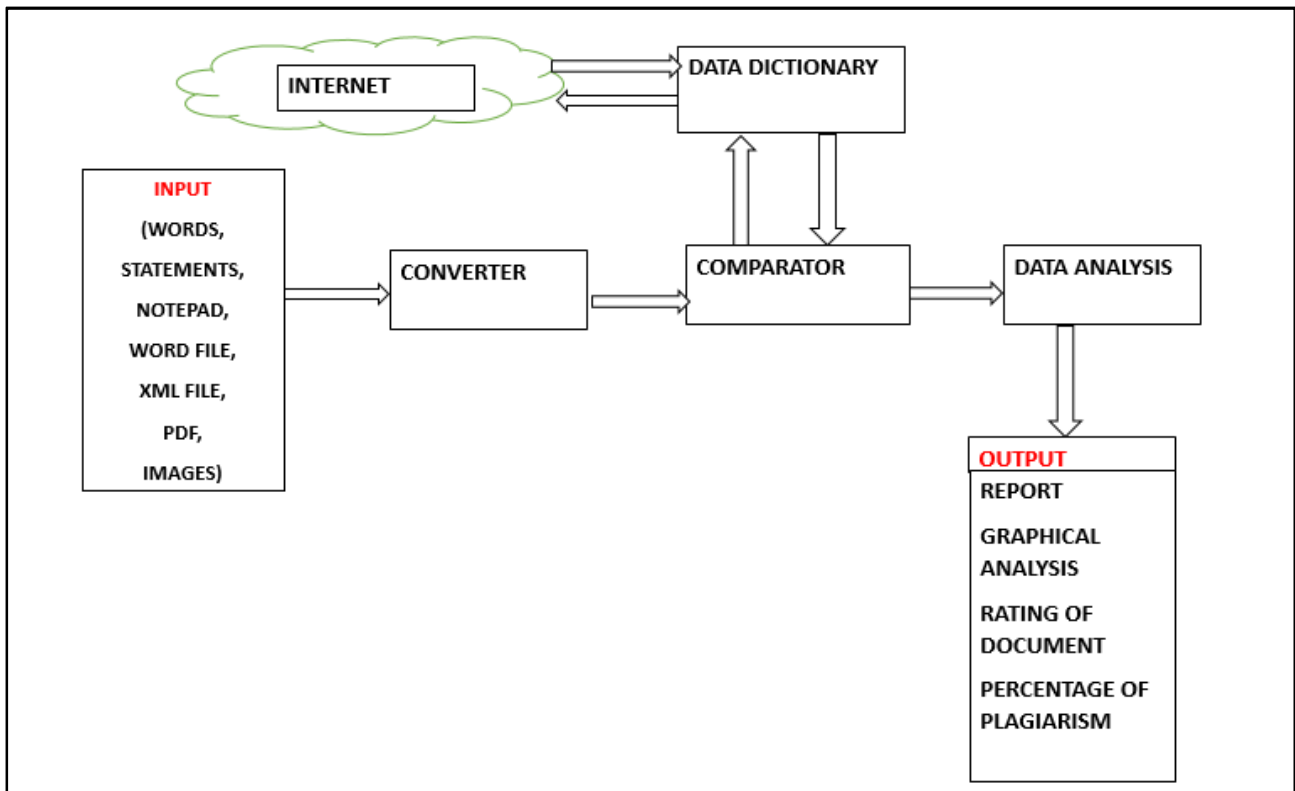 INTERNET
DATA DICTIONARY
INPUT
(WORDS,
STATEMENTS,
NOTEPAD,
WORD FILE,
XML FILE,
PDF,
IMAGES)
CONVERTER
COMPARATOR
DATA ANALYSIS
OUTPUT
REPORT
GRAPHICAL
ANALYSIS
RATING OF
DOCUMENT
PERCENTAGE OF
PLAGIARISM